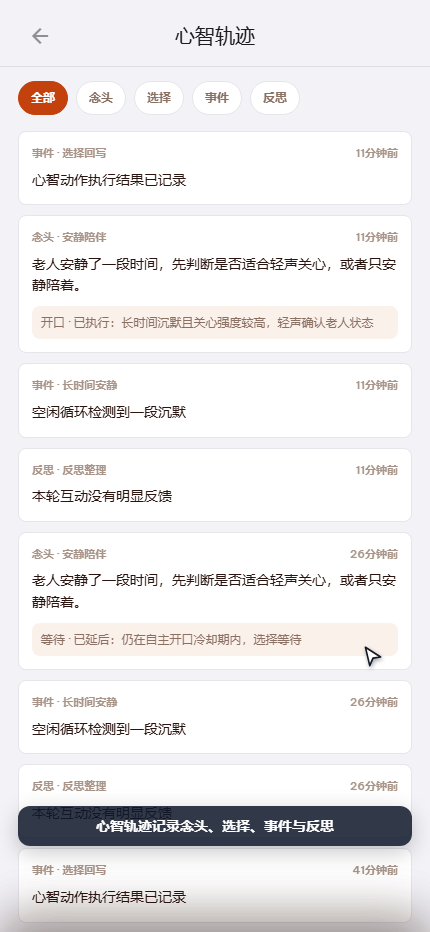 心智轨迹
全部 念头 选择 事件 反思
事件 · 选择回写 11分钟前
心智动作执行结果已记录
念头 · 安静陪伴 11分钟前
老人安静了一段时间，先判断是否适合轻声关心，或者只安
静陪着。
开口 · 已执行：长时间沉默且关心强度较高，轻声确认老人状态
事件 · 长时间安静 11分钟前
空闲循环检测到一段沉默
反思 · 反思整理 11分钟前
本轮互动没有明显反馈
念头 · 安静陪伴 26分钟前
老人安静了一段时间，先判断是否适合轻声关心，或者只安
静陪着。
等待 · 已延后：仍在自主开口冷却期内，选择等待
事件 · 长时间安静 26分钟前
空闲循环检测到一段沉默
反思 · 反思整理 26分钟前
本轮互动没有明显反馈
心智轨迹记录念头、选择、事件与反思
事件 · 选择回写 41分钟前
心智动作执行结果已记录